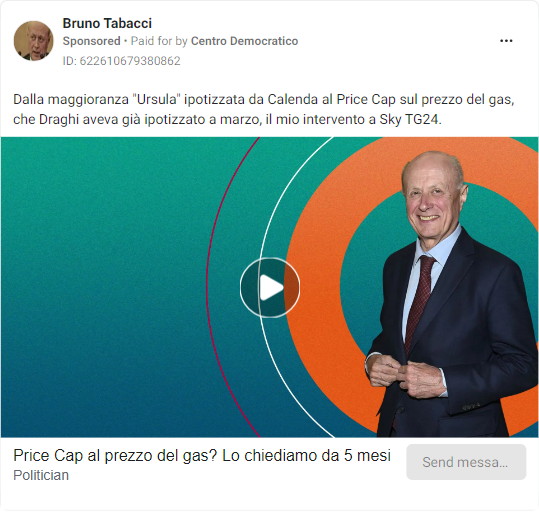 Bruno Tabacci
Sponsored • Paid for by Centro Democratico
ID: 622610679380862
Dalla maggioranza "Ursula" ipotizzata da Calenda al Price Cap sul prezzo del gas,
che Draghi aveva già ipotizzato a marzo, il mio intervento a Sky TG24.
Price Cap al prezzo del gas? Lo chiediamo da 5 mesi
Politician
Send messa...